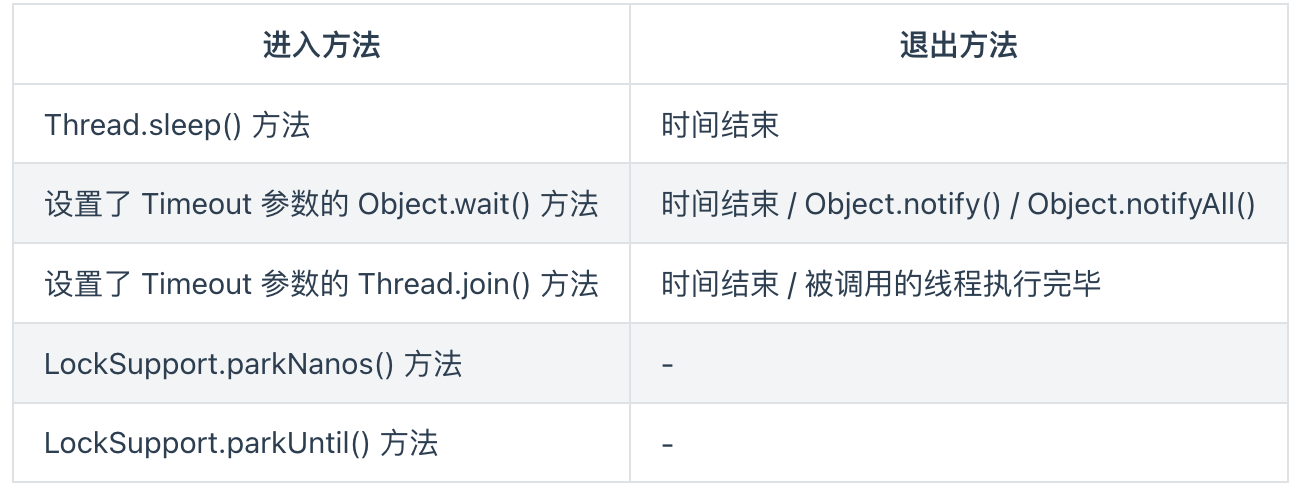 进入方法 退出方法
Thread.sleep() 方法 时间结束
设置了 Timeout 参数的 Object.wait() 方法 时间结束 / Object.notify() / Object.notifyAll()
设置了 Timeout 参数的 Thread.join() 方法 时间结束 / 被调用的线程执行完毕
LockSupport.parkNanos() 方法 -
LockSupport.parkUntil() 方法 -